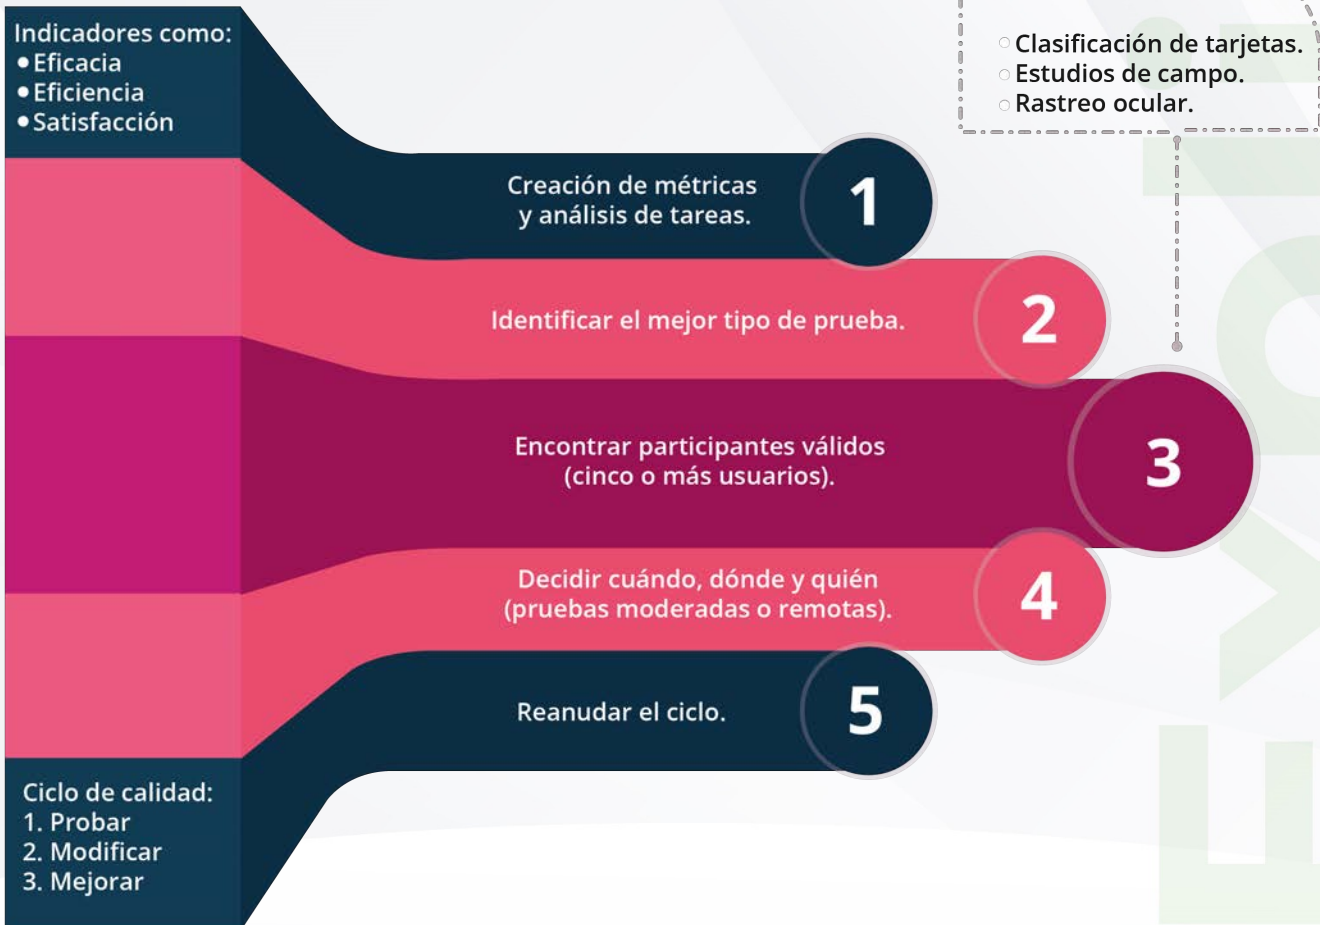 Indicadores como:
• Eficacia
• Eficiencia
• Satisfacción
○ Clasificación de tarjetas.
○ Estudios de campo.
○ Rastreo ocular.
Creación de métricas
y análisis de tareas.
1
Identificar el mejor tipo de prueba.
2
Encontrar participantes válidos
(cinco o más usuarios).
3
Decidir cuándo, dónde y quién
(pruebas moderadas o remotas).
4
Reanudar el ciclo.
5
Ciclo de calidad:
1. Probar
2. Modificar
3. Mejorar